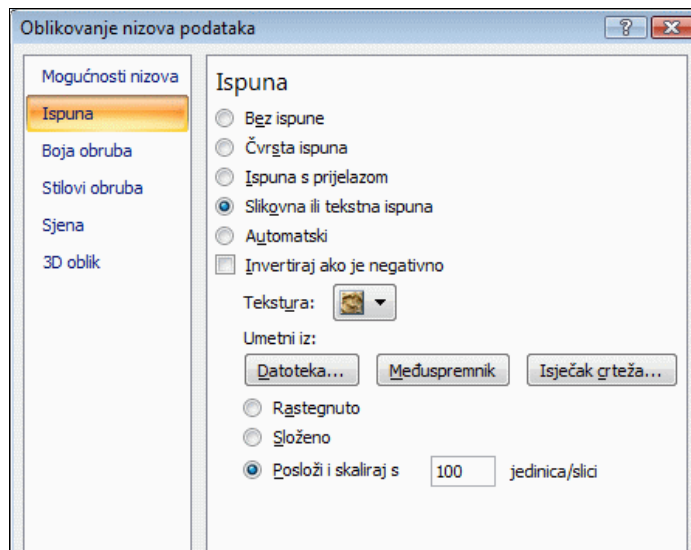 Oblikovanje nizova podataka
Mogućnosti nizova
Ispuna
Boja obruba
Stilovi obruba
Sjena
3D oblik
Ispuna
Bez ispune
Čvrsta ispuna
Ispuna s prijelazom
Slikovna ili tekstna ispuna
Automatski
Invertiraj ako je negativno
Tekstura:
Umetni iz:
Datoteka... Međuspremnik Isječak crteža...
Rastegnuto
Složeno
Posloži i skaliraj s 100 jedinica/slici